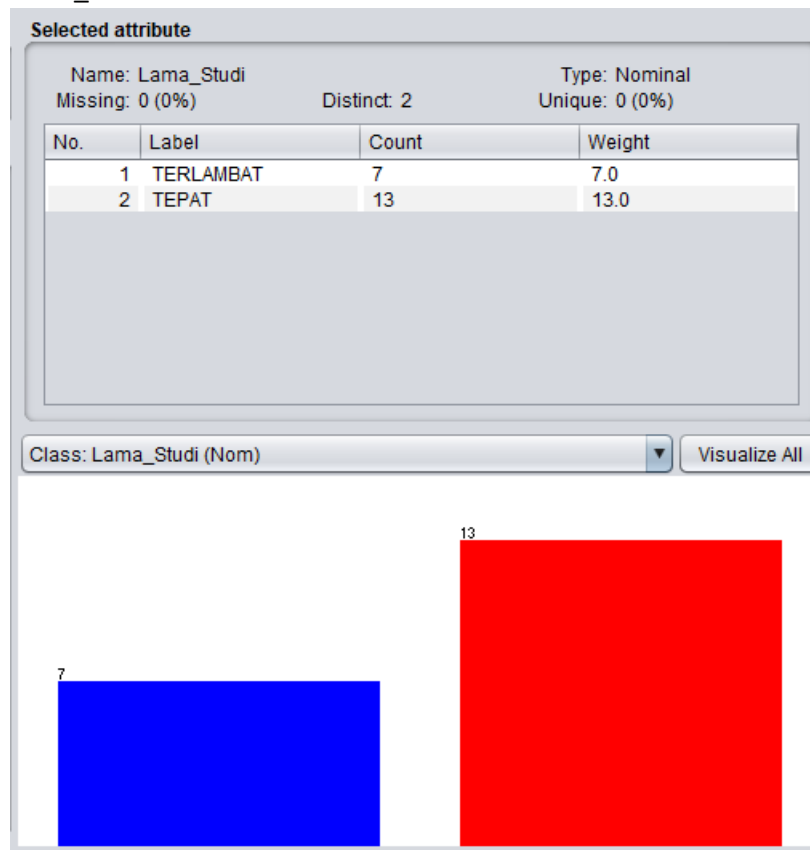 Selected attribute
Name: Lama_Studi Type: Nominal
Missing: 0 (0%) Distinct: 2 Unique: 0 (0%)
No. Label Count Weight
1 TERLAMBAT 7 7.0
2 TEPAT 13 13.0
Class: Lama_Studi (Nom) Visualize All
13
7